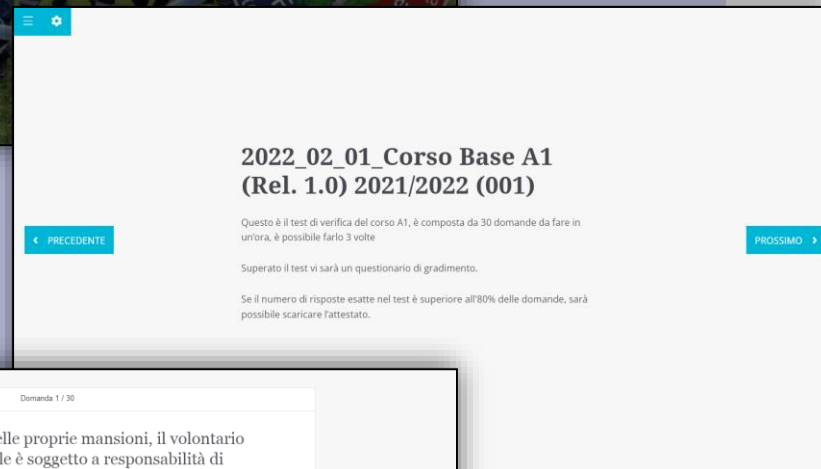 2022_02_01_Corso Base A1
(Rel. 1.0) 2021/2022 (001)
Questo è il test di verifica del corso A1, è composta da 30 domande da fare in
un'ora, è possibile farlo 3 volte
PRECEDENTE
PROSSIMO
Superato il test vi sarà un questionario di gradimento.
Se il numero di risposte esatte nel test è superiore all'80% delle domande, sarà
possibile scaricare l'attestato.
Domanda 1 / 30
elle proprie mansioni, il volontario
le è soggetto a responsabilità di